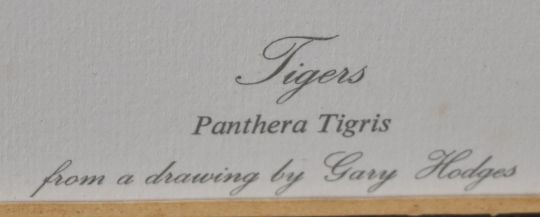 Tigers
Panthera Tigris
from a drawing by Gary Hodges